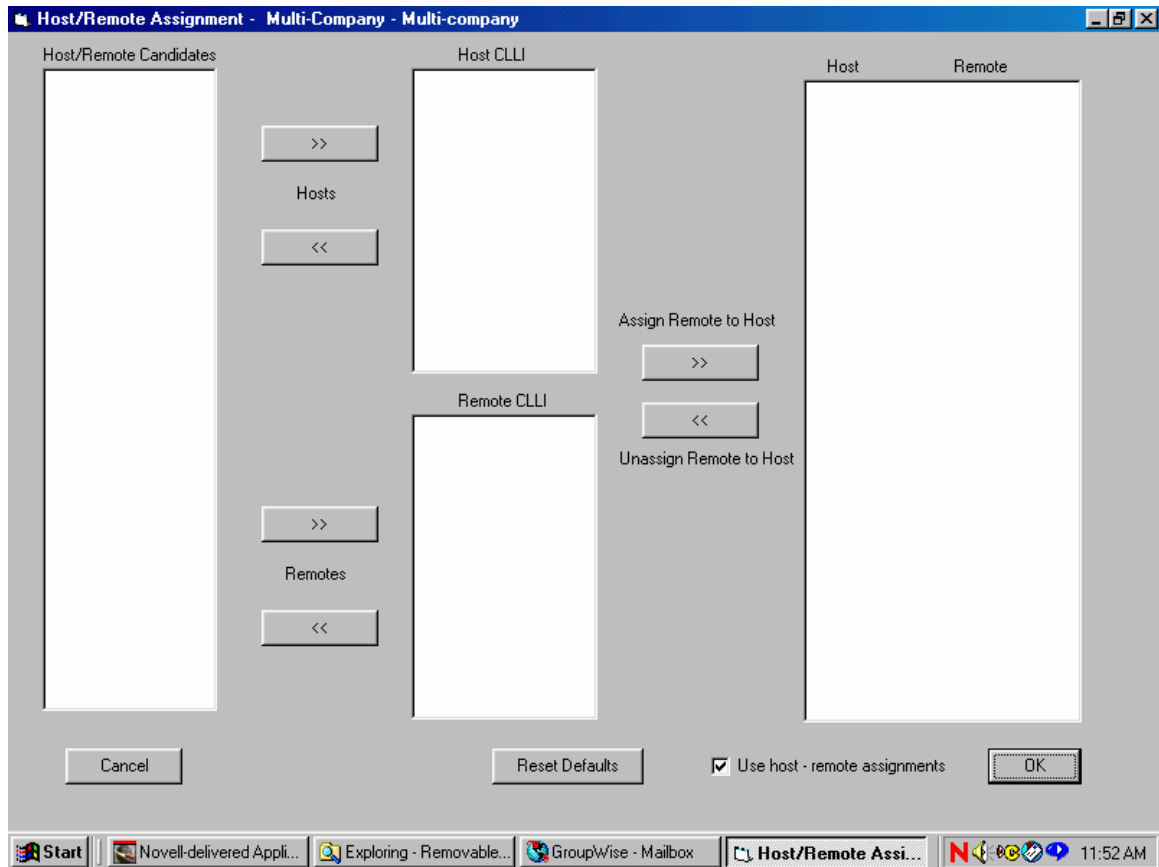 Host/Remote Assignment - Multi-Company - Multi-company
Host/Remote Candidates
Host CLLI
Host Remote
>>
Hosts
<<
Assign Remote to Host
>>
<<
Unassign Remote to Host
Remote CLLI
>>
Remotes
<<
Cancel
Reset Defaults
Use host - remote assignments
OK
Start
Novell-delivered Appli...
Exploring - Removable...
GroupWise - Mailbox
Host/Remote Assi...
N
11:52 AM